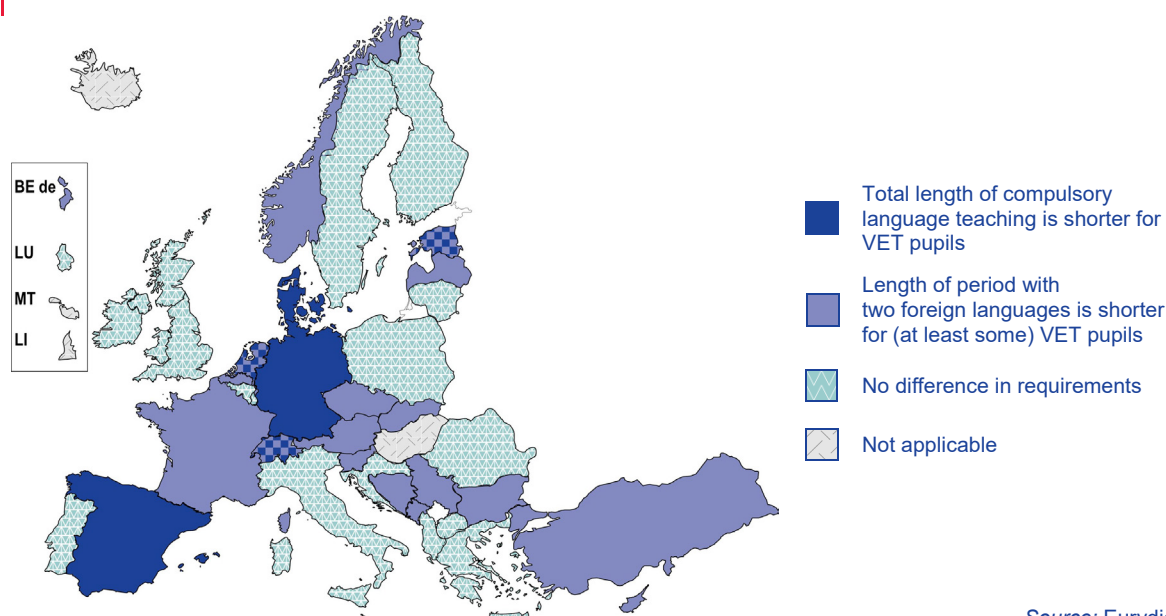 BE de
LU
MT
LI
Total length of compulsory
language teaching is shorter for
VET pupils
Length of period with
two foreign languages is shorter
for (at least some) VET pupils
No difference in requirements
Not applicable